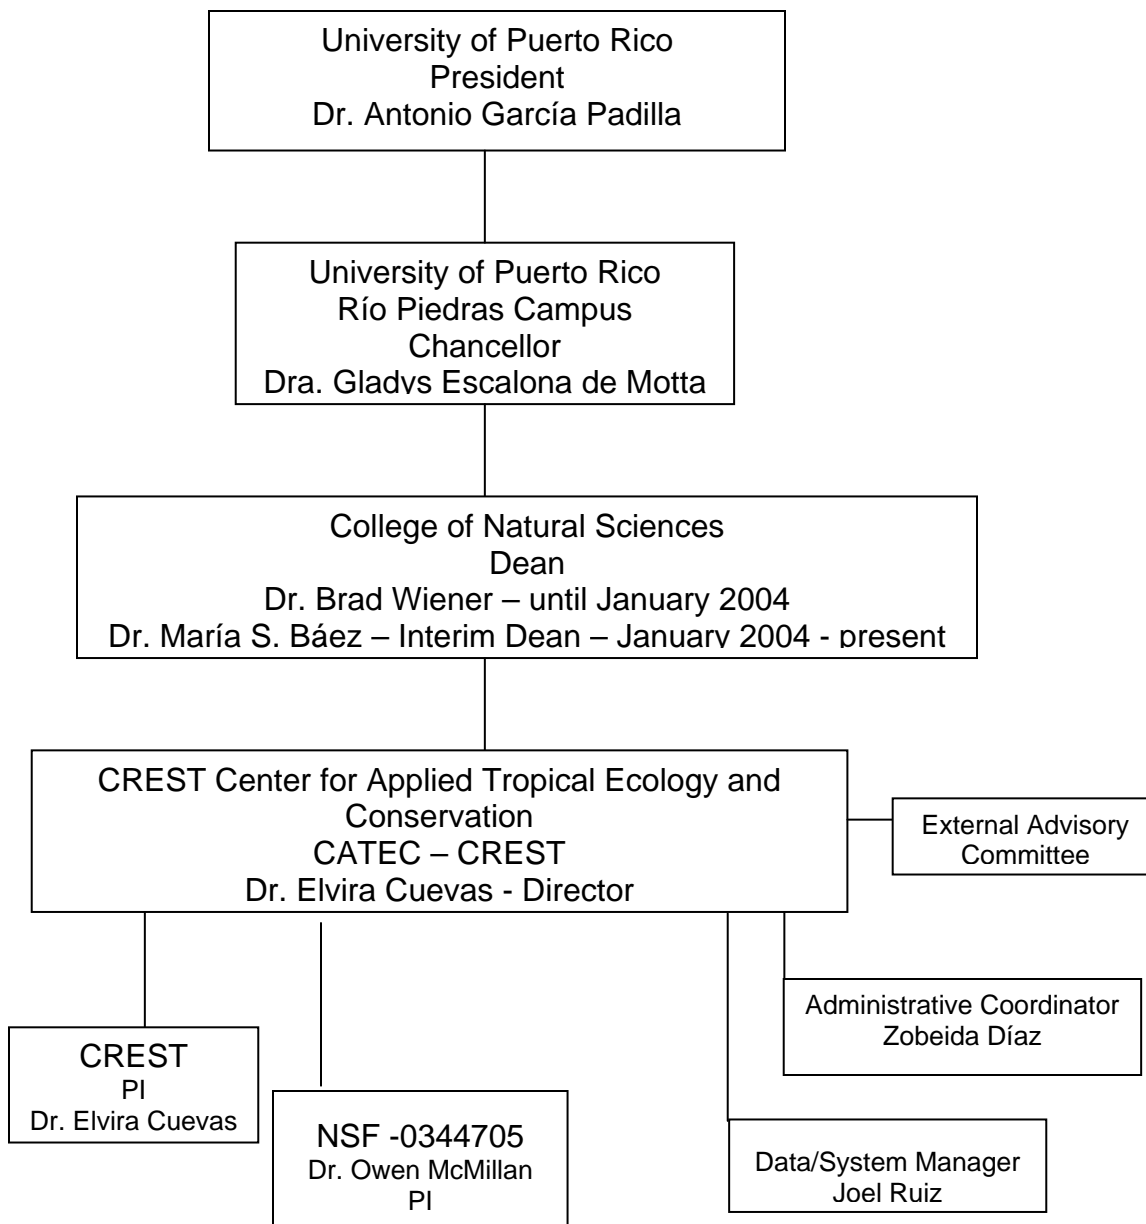 University of Puerto Rico
President
Dr. Antonio García Padilla
University of Puerto Rico
Río Piedras Campus
Chancellor
Dra. Gladys Escalona de Motta
College of Natural Sciences
Dean
Dr. Brad Wiener – until January 2004
Dr. María S. Báez – Interim Dean – January 2004 - present
CREST Center for Applied Tropical Ecology and
Conservation
CATEC – CREST
Dr. Elvira Cuevas - Director
External Advisory
Committee
Administrative Coordinator
Zobeida Díaz
CREST
PI
Dr. Elvira Cuevas
NSF -0344705
Dr. Owen McMillan
PI
Data/System Manager
Joel Ruiz